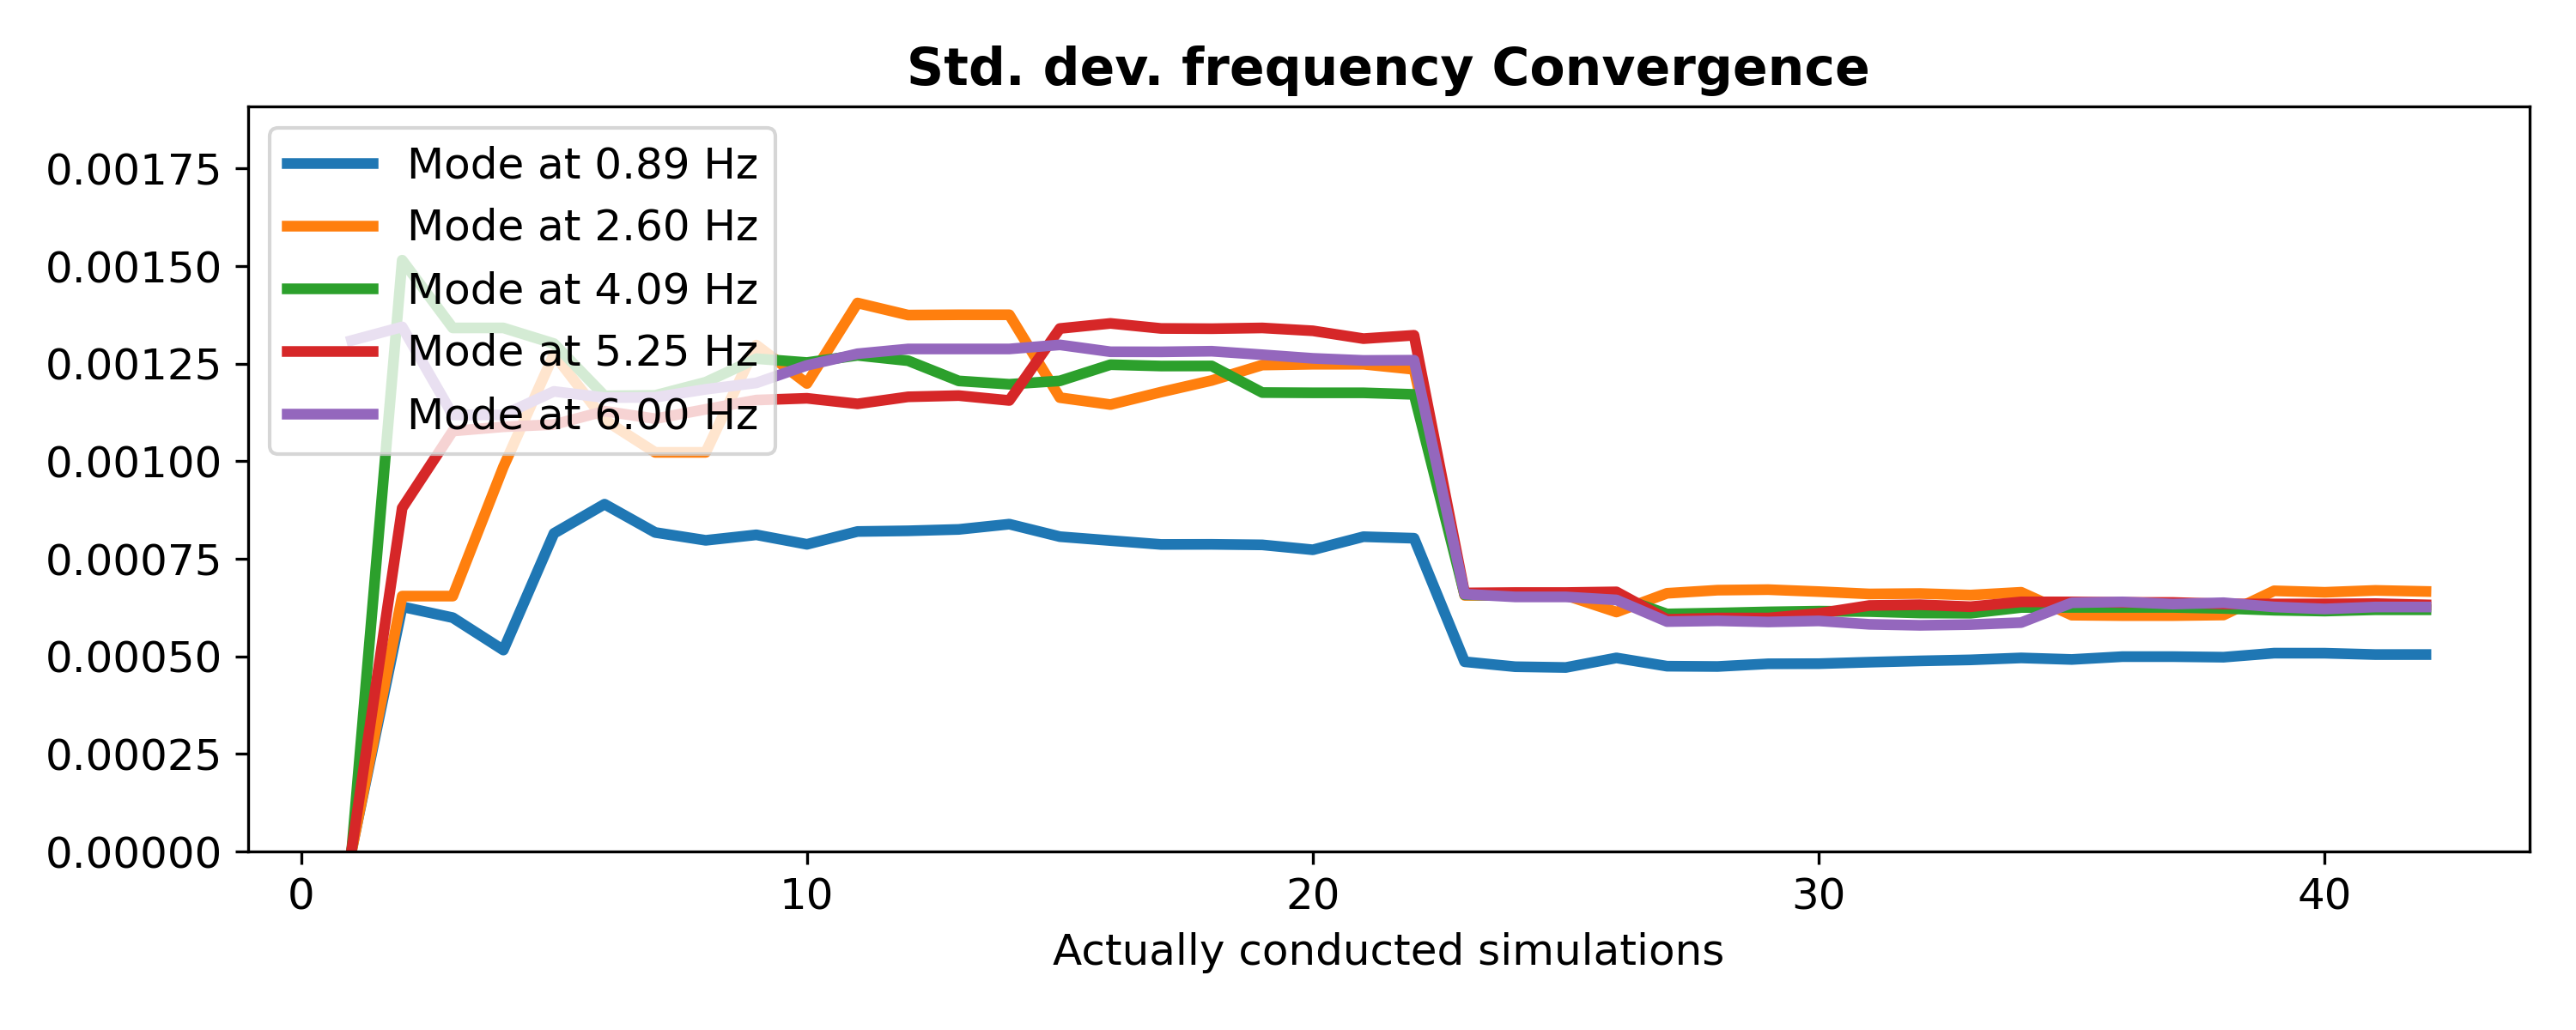 Std. dev. frequency Convergence
0.00175
0.00150
0.00125
0.00100
0.00075
0.00050
0.00025
0.00000
Mode at 0.89 Hz
Mode at 2.60 Hz
Mode at 4.09 Hz
Mode at 5.25 Hz
Mode at 6.00 Hz
0 10 20 30 40
Actually conducted simulations